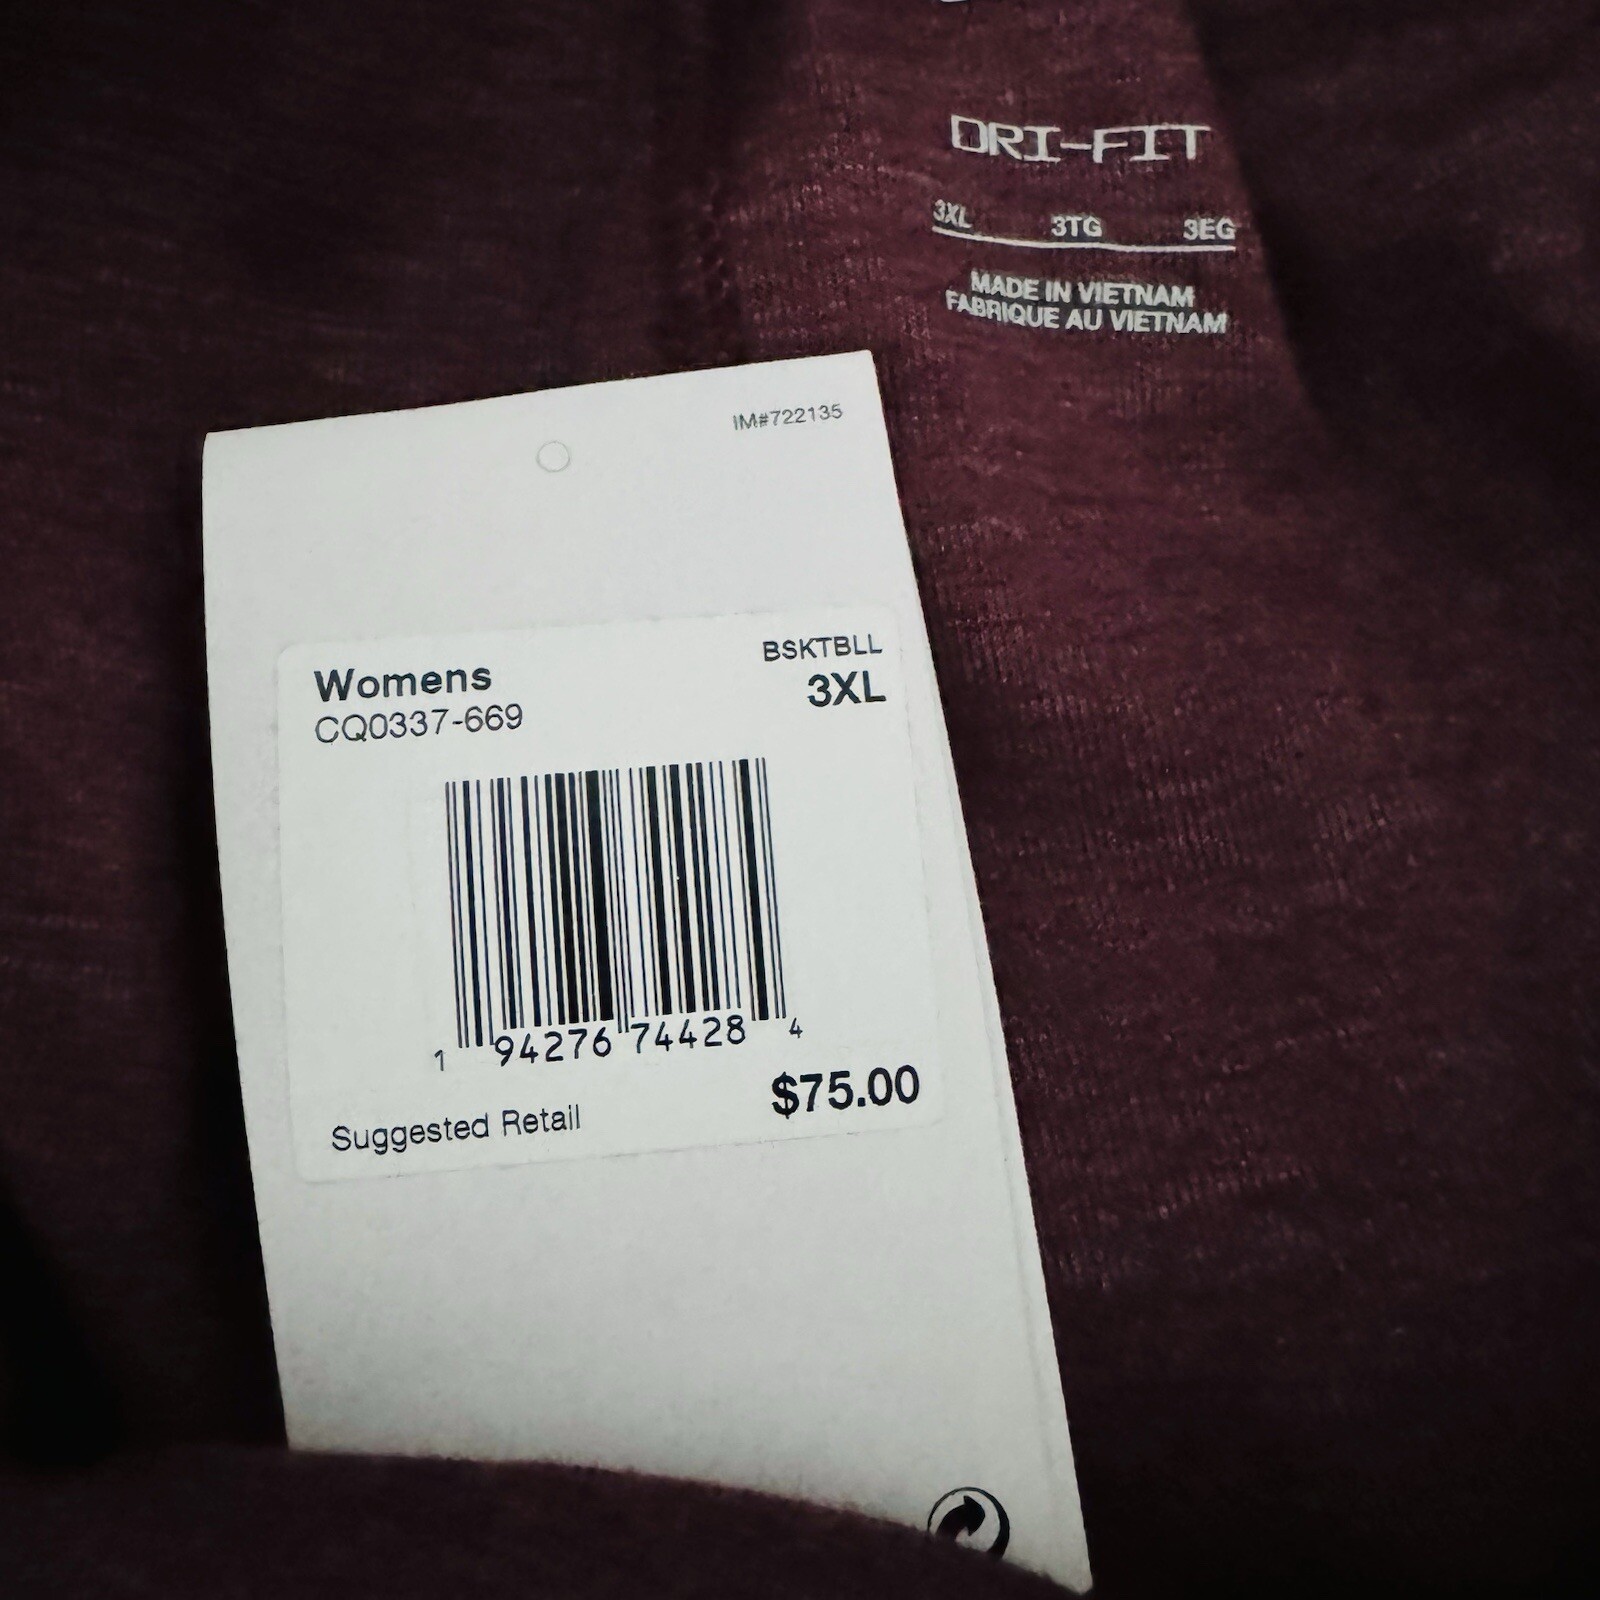 DRI-FIT
3XL 3TG 3EG
MADE IN VIETNAM
FABRIQUE AU VIETNAM
IM#722135
Womens BSKTBLL
CQ0337-669 3XL
1 94276 74428 4
Suggested Retail $75.00